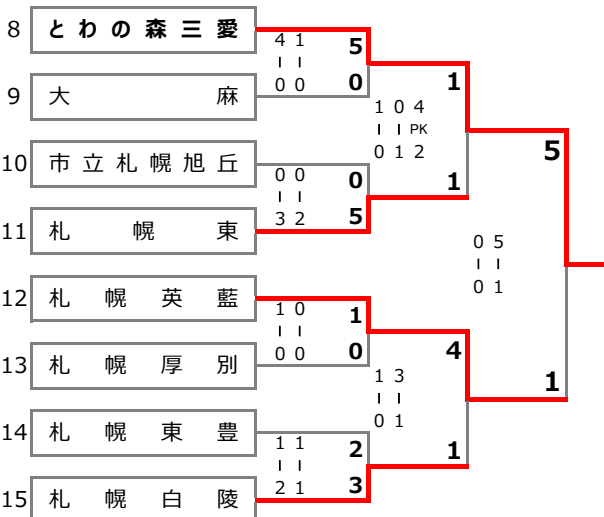 8 とわの森三愛
4 1
5
0 0
0
9 大麻
1
1 0 4
PK
0 1 2
10 市立札幌旭丘
0 0
0
3 2
5
1
11 札幌東
5
0 5
0 1
12 札幌英藍
1 0
1
0 0
0
13 札幌厚別
4
1 3
0 1
1
14 札幌東豊
1 1
2
2 1
3
1
15 札幌白陵